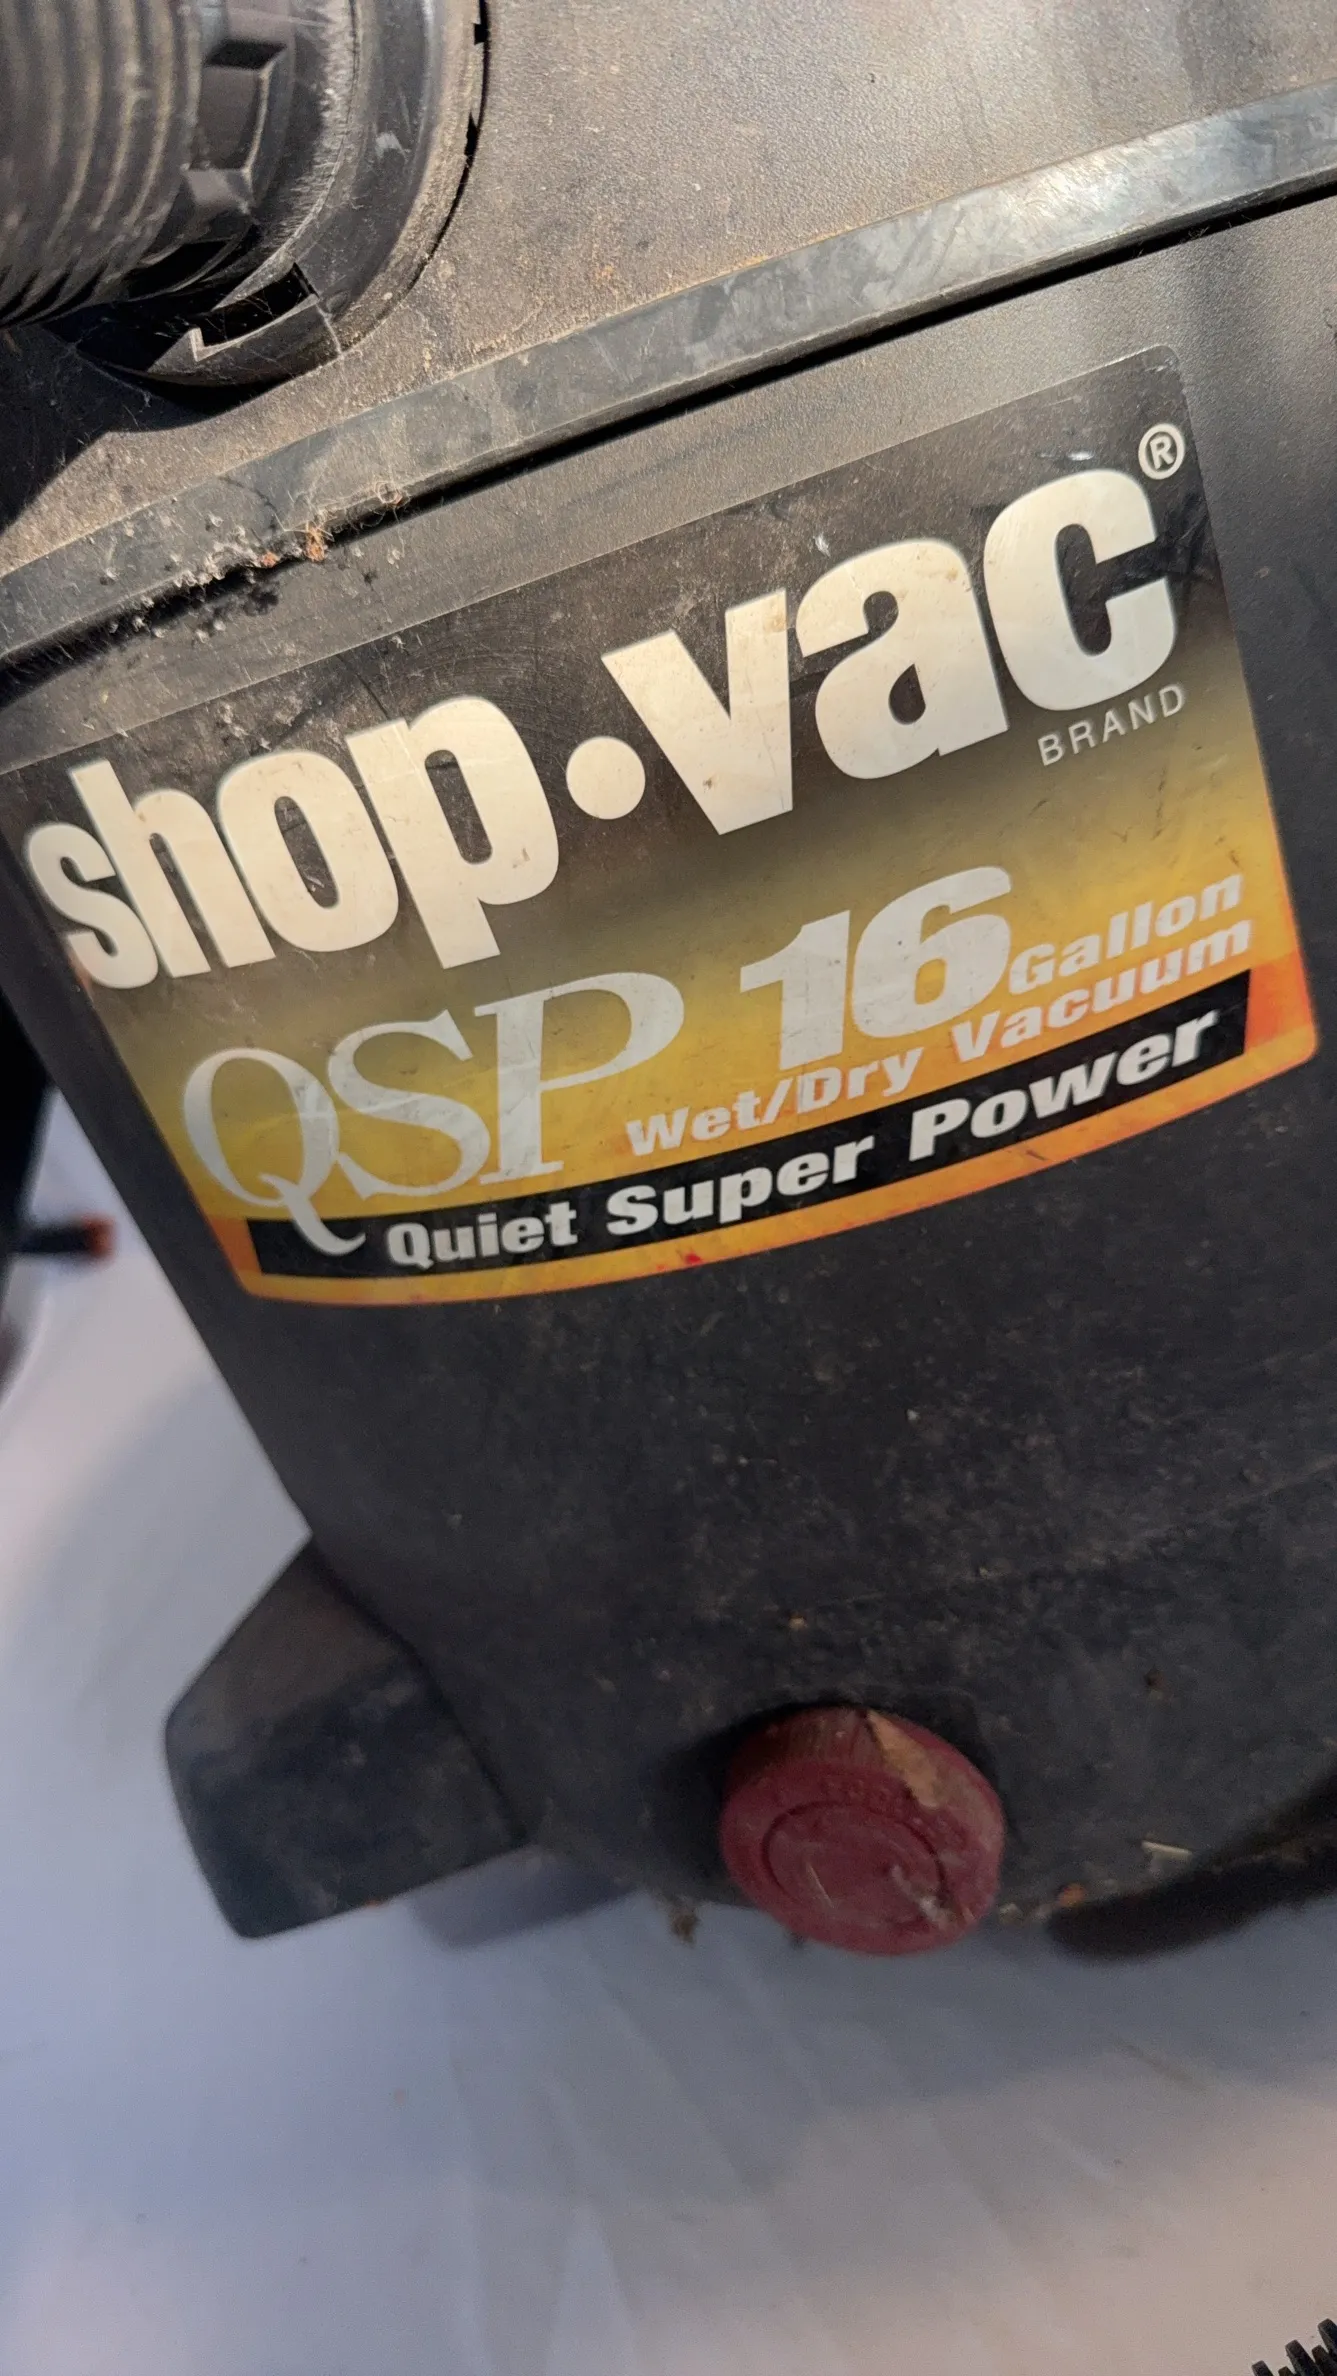 shop·vac®
BRAND
QSP 16 Gallon
Wet/Dry Vacuum
Quiet Super Power